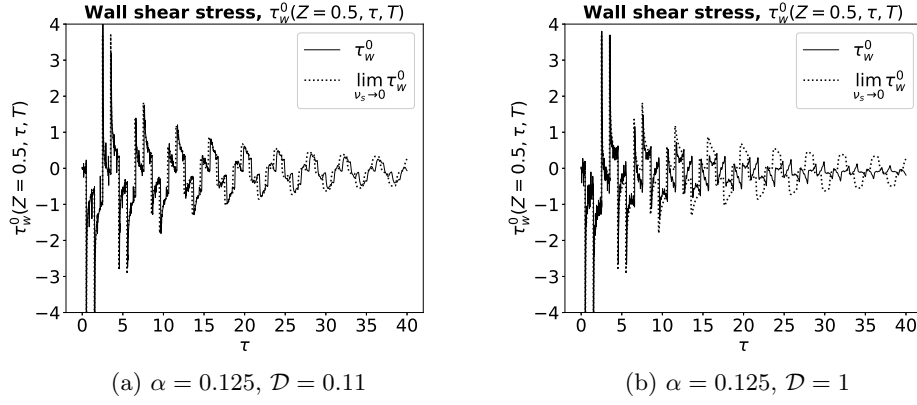 Wall shear stress, τ_w^0(Z = 0.5, τ, T)
τ_w^0
lim τ_w^0
ν_s→0
τ_w^0(Z = 0.5, τ, T)
4
3
2
1
0
−1
−2
−3
−4
0 5 10 15 20 25 30 35 40
τ
(a) α = 0.125, 𝒟 = 0.11
Wall shear stress, τ_w^0(Z = 0.5, τ, T)
τ_w^0
lim τ_w^0
ν_s→0
τ_w^0(Z = 0.5, τ, T)
4
3
2
1
0
−1
−2
−3
−4
0 5 10 15 20 25 30 35 40
τ
(b) α = 0.125, 𝒟 = 1